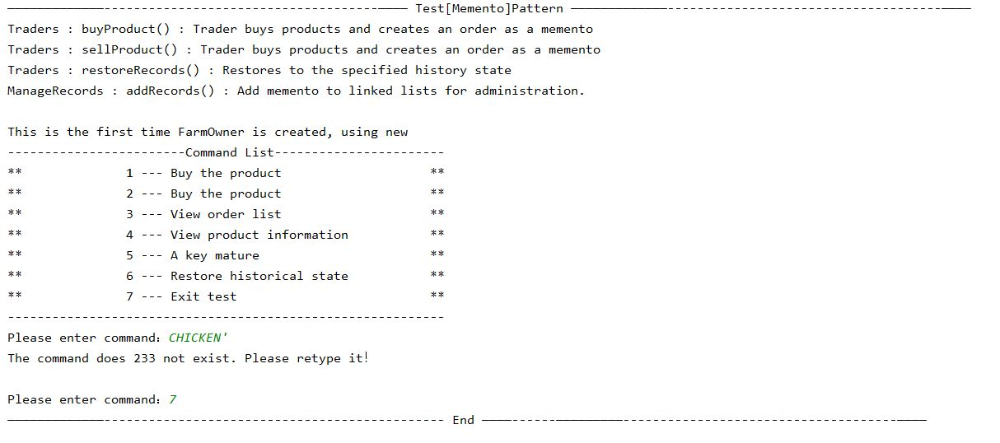 ———————————————————————————————————————————————————— Test[Memento]Pattern ————————————————————————————————————————————————————
Traders : buyProduct() : Trader buys products and creates an order as a memento
Traders : sellProduct() : Trader buys products and creates an order as a memento
Traders : restoreRecords() : Restores to the specified history state
ManageRecords : addRecords() : Add memento to linked lists for administration.
This is the first time FarmOwner is created, using new
------------------------Command List-----------------------
** 1 --- Buy the product **
** 2 --- Buy the product **
** 3 --- View order list **
** 4 --- View product information **
** 5 --- A key mature **
** 6 --- Restore historical state **
** 7 --- Exit test **
-----------------------------------------------------------
Please enter command: CHICKEN'
The command does 233 not exist. Please retype it!
Please enter command: 7
———————————————————————————————————————————————————— End ————————————————————————————————————————————————————